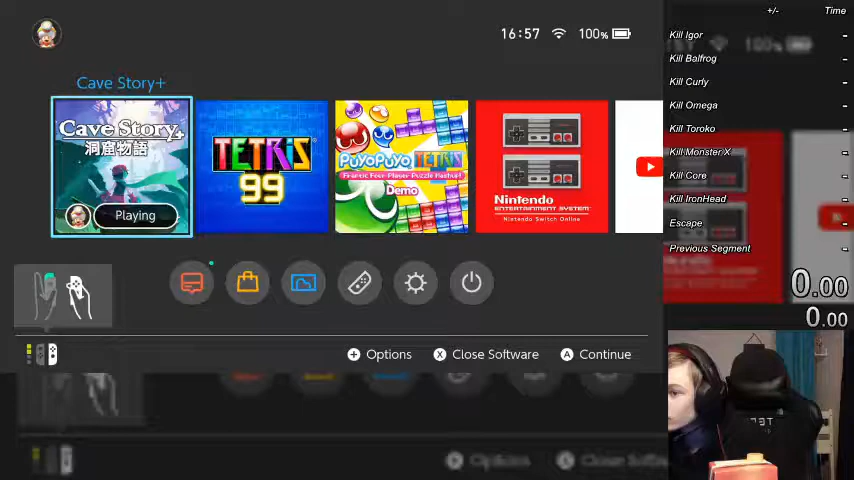 16:57 100%
Cave Story+
Cave Story+
洞窟物語
Playing
TETRIS
99
PUYOPUYO TETRIS
Demo
Nintendo
ENTERTAINMENT SYSTEM
Nintendo Switch Online
+ Options X Close Software A Continue
+/- Time
Kill Igor -
Kill Balfrog -
Kill Curly -
Kill Omega -
Kill Toroko -
Kill Monster X -
Kill Core -
Kill IronHead -
Escape -
Previous Segment -
0.00
0.00